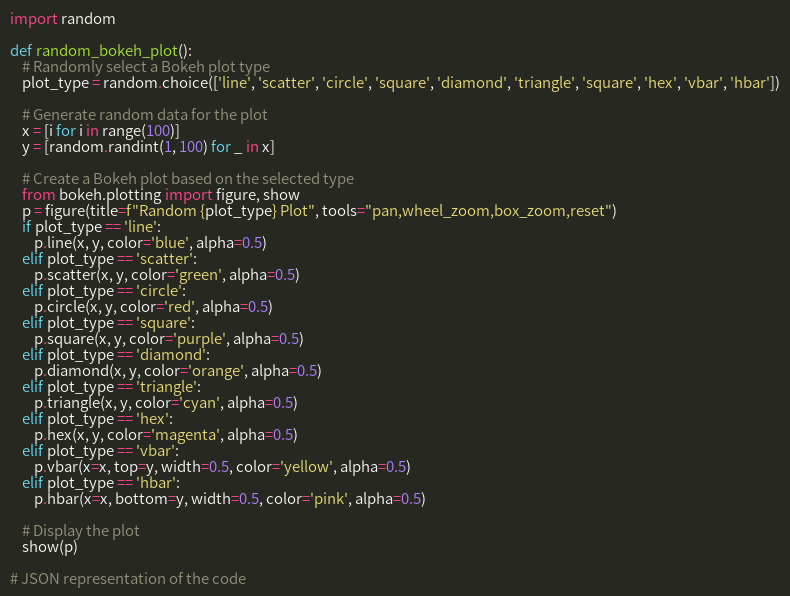 import random

def random_bokeh_plot():
    # Randomly select a Bokeh plot type
    plot_type = random.choice(['line', 'scatter', 'circle', 'square', 'diamond', 'triangle', 'square', 'hex', 'vbar', 'hbar'])

    # Generate random data for the plot
    x = [i for i in range(100)]
    y = [random.randint(1, 100) for _ in x]

    # Create a Bokeh plot based on the selected type
    from bokeh.plotting import figure, show
    p = figure(title=f"Random {plot_type} Plot", tools="pan,wheel_zoom,box_zoom,reset")
    if plot_type == 'line':
        p.line(x, y, color='blue', alpha=0.5)
    elif plot_type == 'scatter':
        p.scatter(x, y, color='green', alpha=0.5)
    elif plot_type == 'circle':
        p.circle(x, y, color='red', alpha=0.5)
    elif plot_type == 'square':
        p.square(x, y, color='purple', alpha=0.5)
    elif plot_type == 'diamond':
        p.diamond(x, y, color='orange', alpha=0.5)
    elif plot_type == 'triangle':
        p.triangle(x, y, color='cyan', alpha=0.5)
    elif plot_type == 'hex':
        p.hex(x, y, color='magenta', alpha=0.5)
    elif plot_type == 'vbar':
        p.vbar(x=x, top=y, width=0.5, color='yellow', alpha=0.5)
    elif plot_type == 'hbar':
        p.hbar(x=x, bottom=y, width=0.5, color='pink', alpha=0.5)

    # Display the plot
    show(p)

# JSON representation of the code